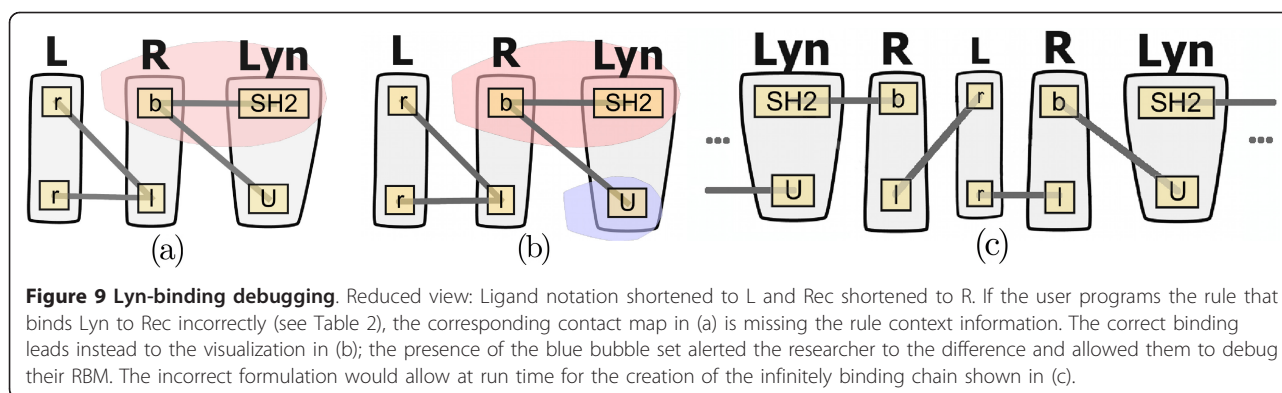 L R Lyn L R Lyn Lyn R L R Lyn
r b SH2 r b SH2 SH2 b r b SH2
... ...
r l U r l U U l r l U
(a) (b) (c)
Figure 9 Lyn-binding debugging. Reduced view: Ligand notation shortened to L and Rec shortened to R. If the user programs the rule that
binds Lyn to Rec incorrectly (see Table 2), the corresponding contact map in (a) is missing the rule context information. The correct binding
leads instead to the visualization in (b); the presence of the blue bubble set alerted the researcher to the difference and allowed them to debug
their RBM. The incorrect formulation would allow at run time for the creation of the infinitely binding chain shown in (c).